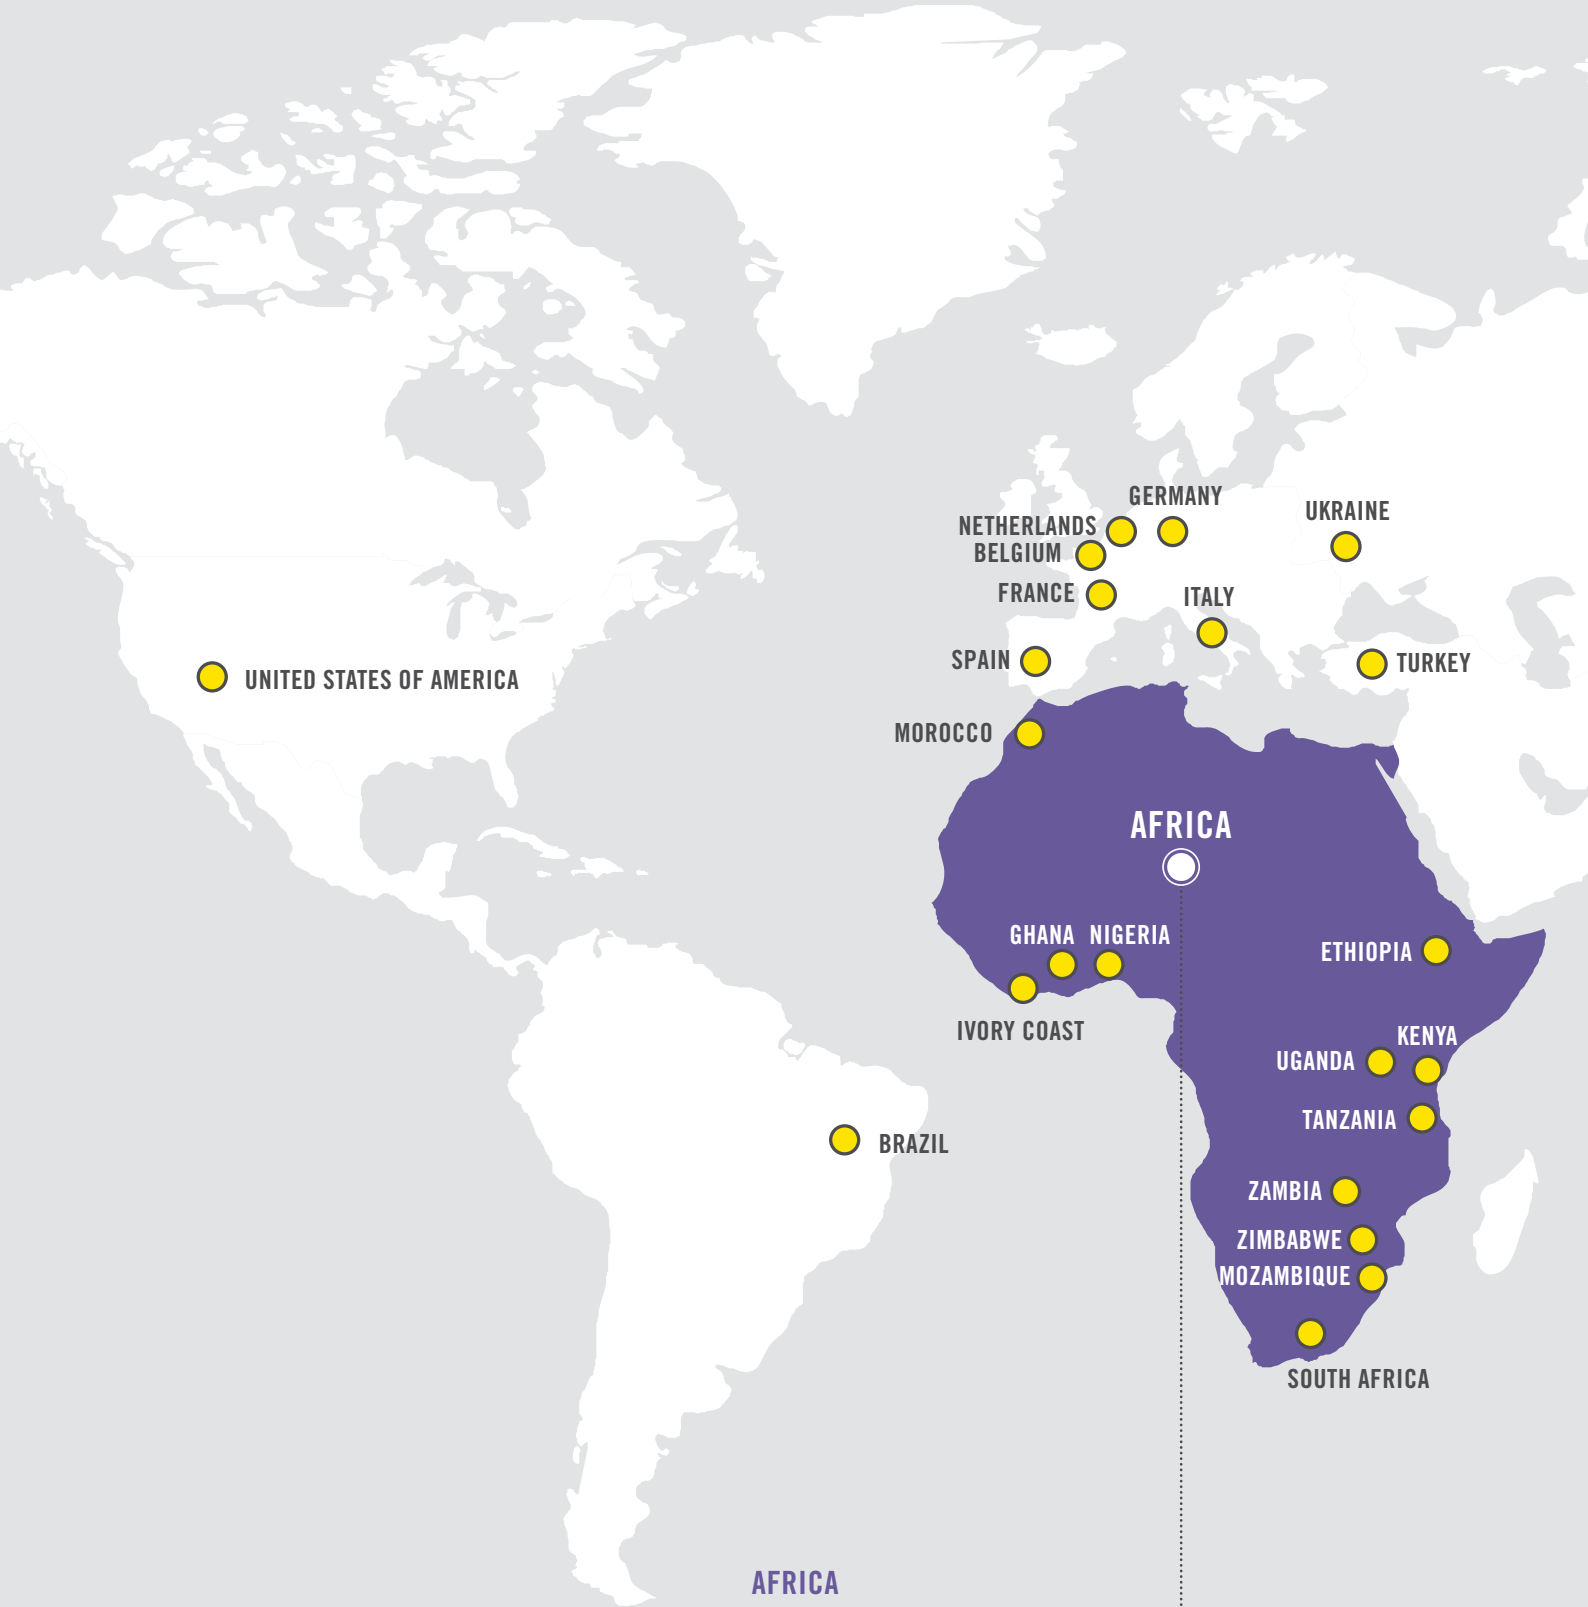 GERMANY
UKRAINE
NETHERLANDS
BELGIUM
FRANCE
ITALY
SPAIN
TURKEY
UNITED STATES OF AMERICA
MOROCCO
AFRICA
GHANA NIGERIA
ETHIOPIA
IVORY COAST
KENYA
UGANDA
TANZANIA
BRAZIL
ZAMBIA
ZIMBABWE
MOZAMBIQUE
SOUTH AFRICA
AFRICA